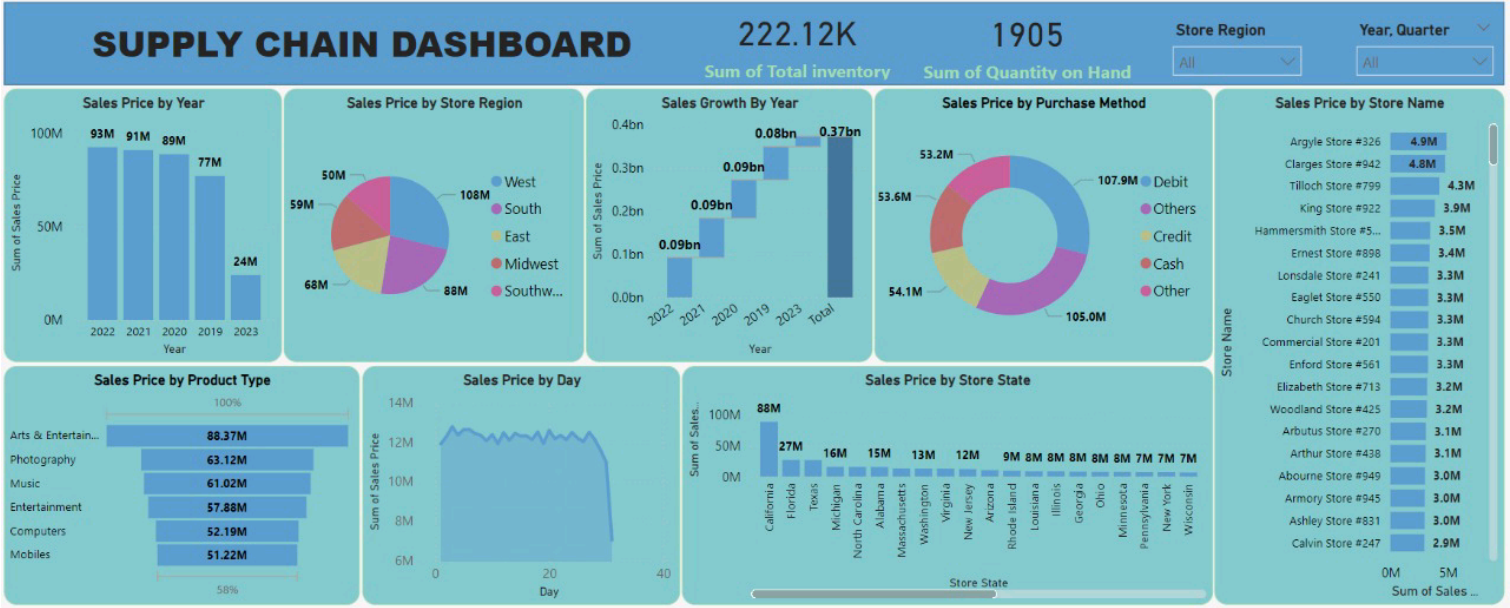 SUPPLY CHAIN DASHBOARD
222.12K
Sum of Total inventory
1905
Sum of Quantity on Hand
Store Region
All
Year, Quarter
All
Sales Price by Year
Sum of Sales Price
100M
50M
0M
93M
91M
89M
77M
24M
2022
2021
2020
2019
2023
Year
Sales Price by Store Region
50M
59M
68M
88M
108M
West
South
East
Midwest
Southw...
Sales Growth By Year
Sum of Sales Price
0.4bn
0.3bn
0.2bn
0.1bn
0.0bn
0.09bn
0.09bn
0.09bn
0.08bn
0.37bn
2022
2021
2020
2019
2023
Total
Year
Sales Price by Purchase Method
53.2M
53.6M
54.1M
105.0M
107.9M
Debit
Others
Credit
Cash
Other
Sales Price by Store Name
Store Name
Argyle Store #326 4.9M
Clarges Store #942 4.8M
Tilloch Store #799 4.3M
King Store #922 3.9M
Hammersmith Store #5... 3.5M
Ernest Store #898 3.4M
Lonsdale Store #241 3.3M
Eaglet Store #550 3.3M
Church Store #594 3.3M
Commercial Store #201 3.3M
Enford Store #561 3.3M
Elizabeth Store #713 3.2M
Woodland Store #425 3.2M
Arbutus Store #270 3.1M
Arthur Store #438 3.1M
Abourne Store #949 3.0M
Armory Store #945 3.0M
Ashley Store #831 3.0M
Calvin Store #247 2.9M
0M 5M
Sum of Sales ...
Sales Price by Product Type
100%
Arts & Entertain... 88.37M
Photography 63.12M
Music 61.02M
Entertainment 57.88M
Computers 52.19M
Mobiles 51.22M
58%
Sales Price by Day
Sum of Sales Price
14M
12M
10M
8M
6M
0
20
40
Day
Sales Price by Store State
Sum of Sales...
100M
50M
0M
88M
27M
16M
15M
13M
12M
9M
8M
8M
8M
8M
8M
7M
7M
7M
California
Florida
Texas
Michigan
North Carolina
Alabama
Massachusetts
Washington
Virginia
New Jersey
Arizona
Rhode Island
Louisiana
Illinois
Georgia
Ohio
Minnesota
Pennsylvania
New York
Wisconsin
Store State